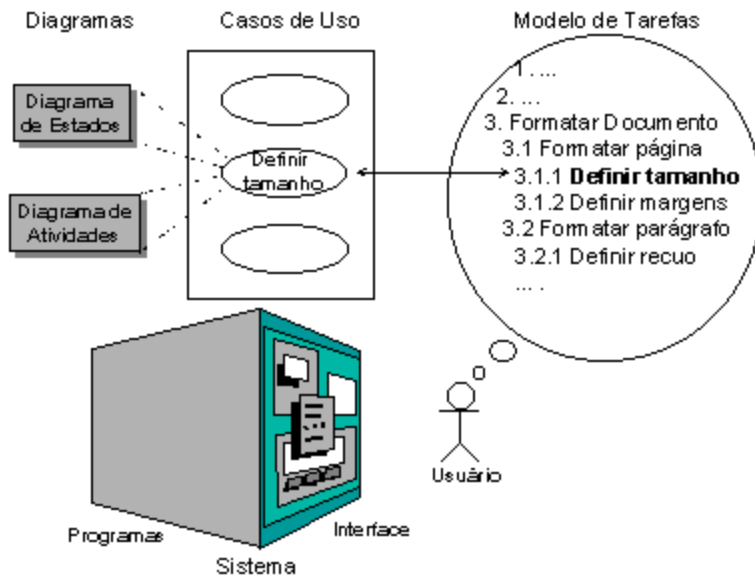 Diagramas
Casos de Uso
Modelo de Tarefas
Diagrama
de Estados
Diagrama de
Atividades
Definir
tamanho
1. ...
2. ...
3. Formatar Documento
3.1 Formatar página
3.1.1 Definir tamanho
3.1.2 Definir margens
3.2 Formatar parágrafo
3.2.1 Definir recuo
... .
Usuário
Programas
Interface
Sistema